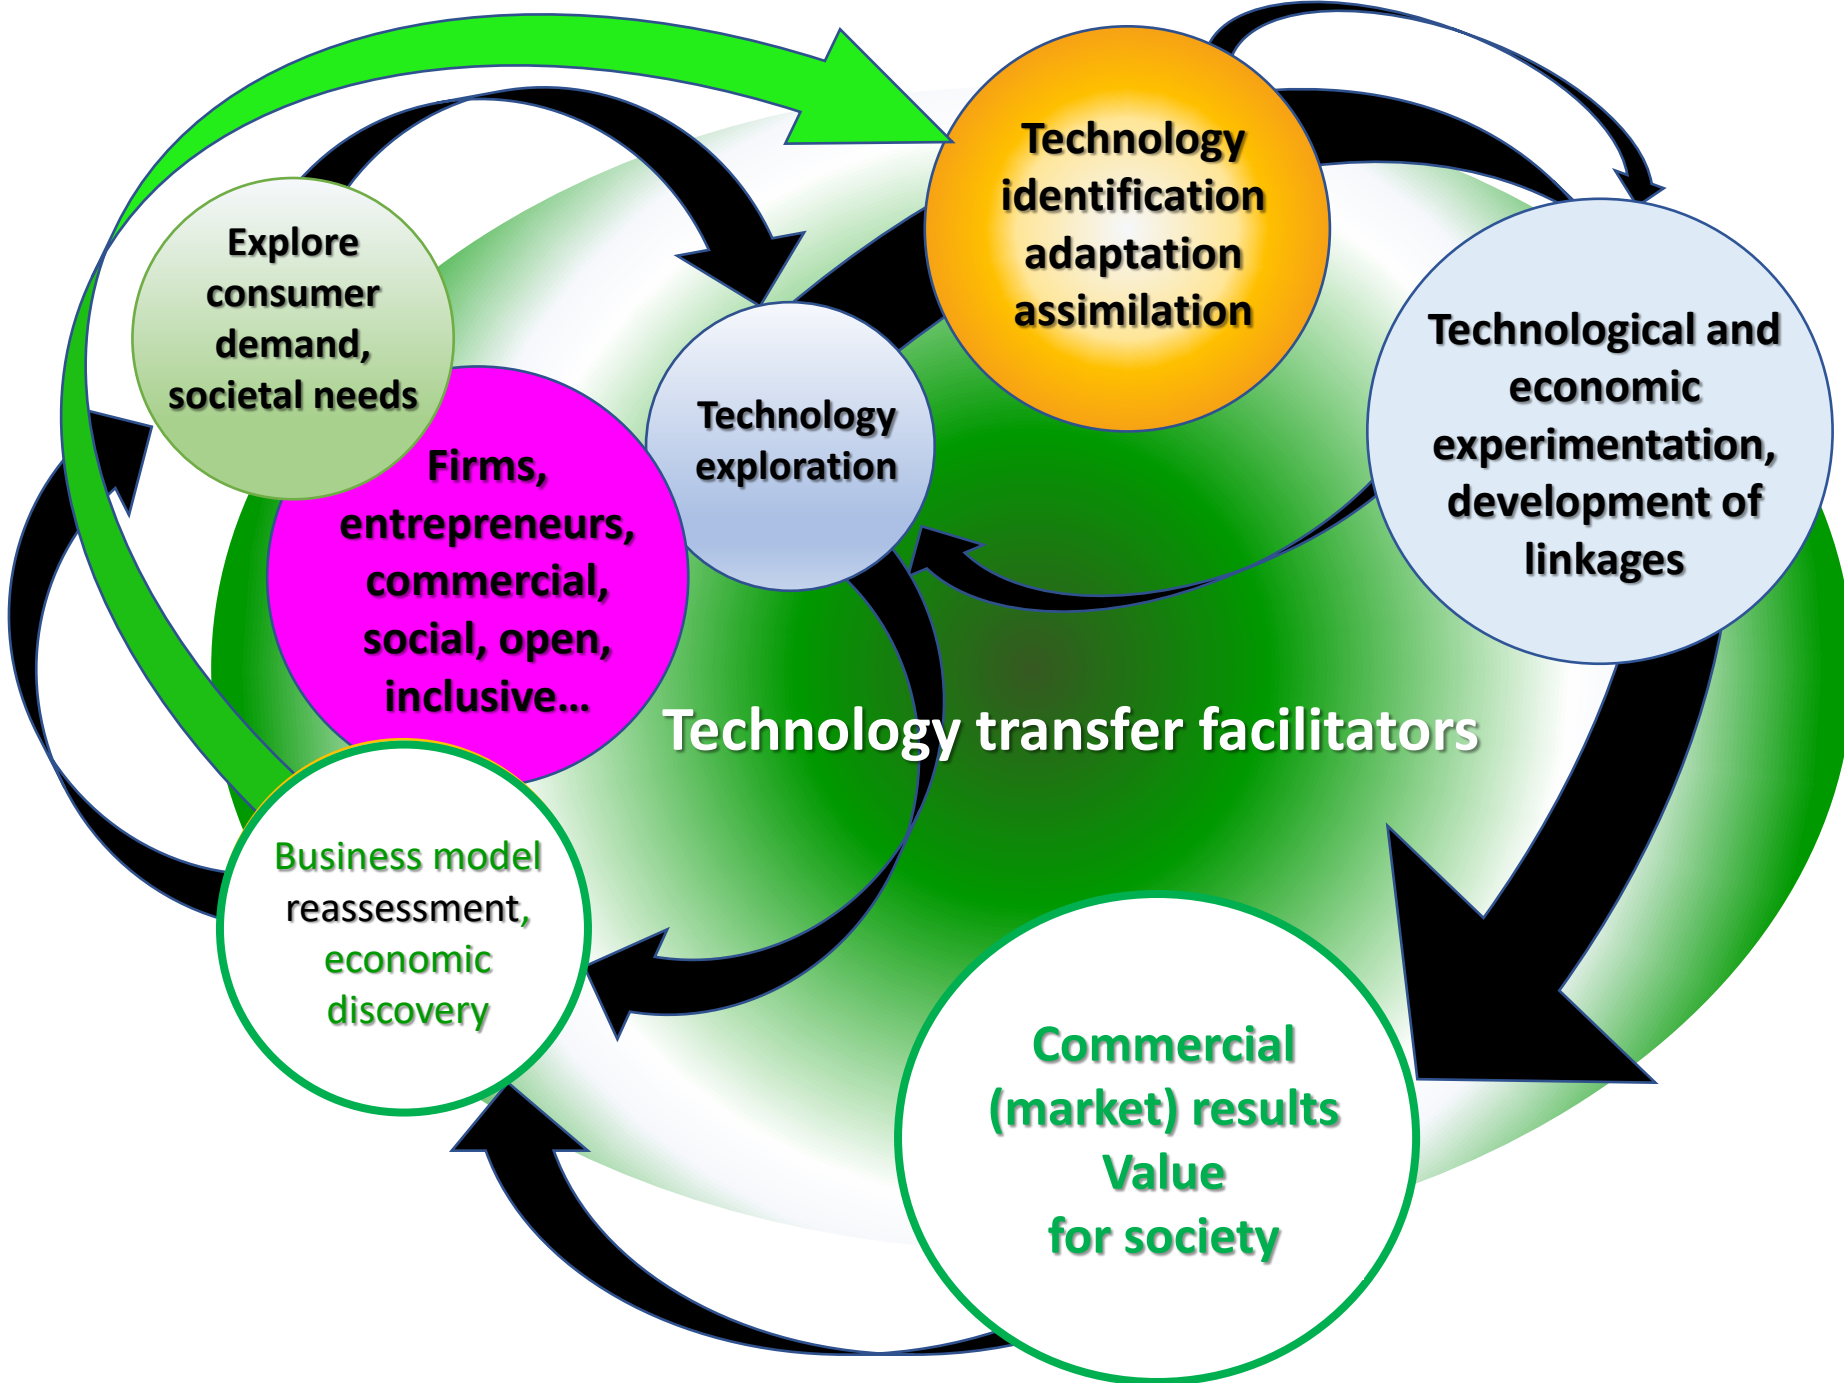 Technology
identification
adaptation
assimilation
Explore
consumer
demand,
societal needs
Technological and
economic
experimentation,
development of
linkages
Technology
exploration
Firms,
entrepreneurs,
commercial,
social, open,
inclusive...
Technology transfer facilitators
Business model
reassessment,
economic
discovery
Commercial
(market) results
Value
for society